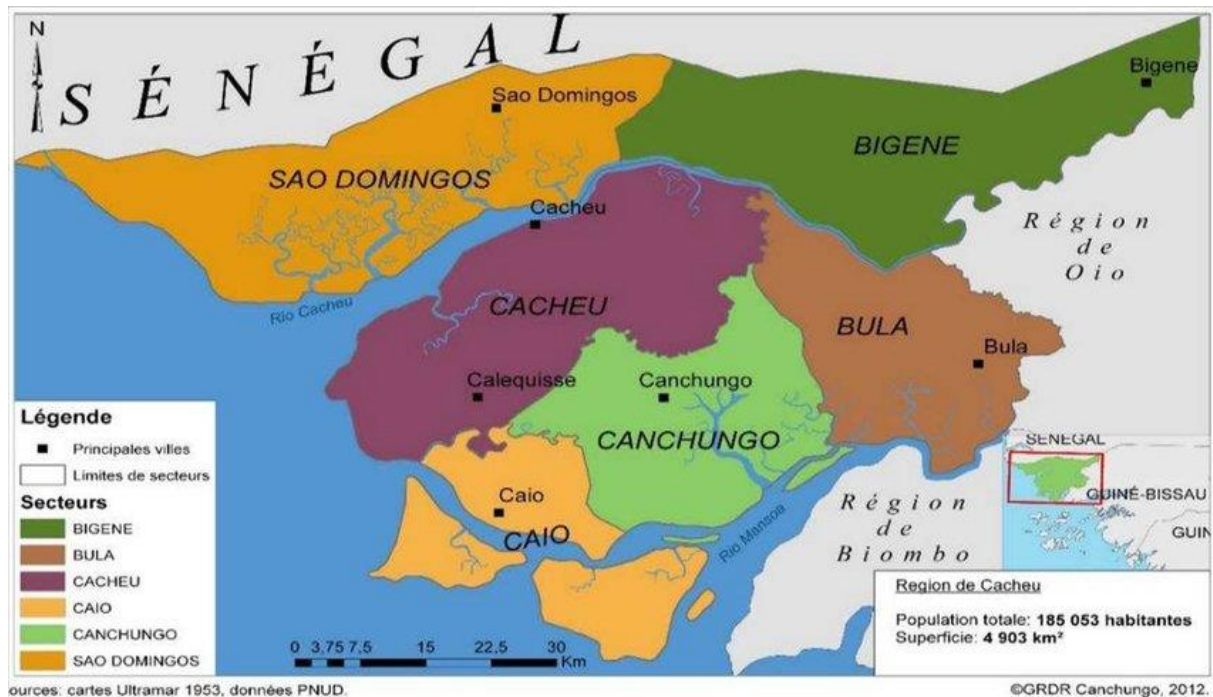 N
SÉNÉGAL
Sao Domingos
Bigene
SAO DOMINGOS
BIGENE
Cacheu
Région
de
Oio
Rio Cacheu
CACHEU
BULA
Bula
Calequisse
Canchungo
CANCHUNGO
Caio
CAIO
Rio Mansoe
Région
de
Biombo
Légende
Principales villes
Limites de secteurs
Secteurs
BIGENE
BULA
CACHEU
CAIO
CANCHUNGO
SAO DOMINGOS
0 3,75 7,5 15 22,5 30
Km
SENEGAL
GUINÉ-BISSAU
GUIN
Region de Cacheu
Population totale: 185 053 habitantes
Superficie: 4 903 km²
ources: cartes Ultramar 1953, données PNUD.
©GRDR Canchungo, 2012.